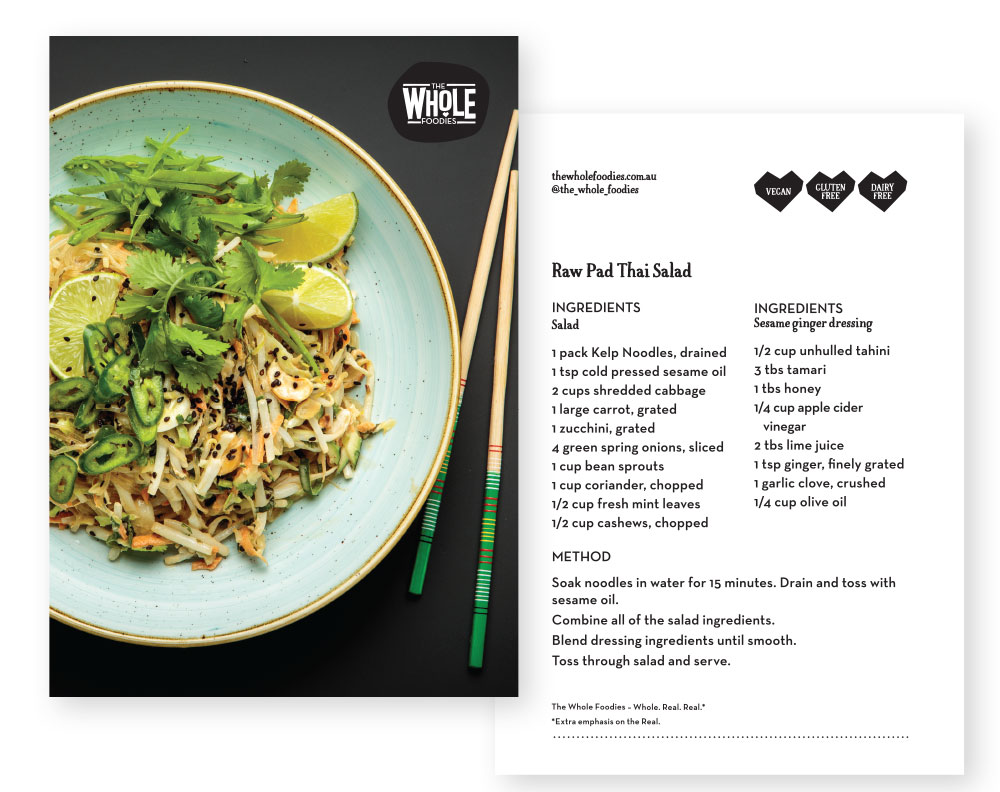 THE
WHOLE
FOODIES
thewholefoodies.com.au
@the_whole_foodies
VEGAN
GLUTEN
FREE
DAIRY
FREE
Raw Pad Thai Salad
INGREDIENTS
Salad
1 pack Kelp Noodles, drained
1 tsp cold pressed sesame oil
2 cups shredded cabbage
1 large carrot, grated
1 zucchini, grated
4 green spring onions, sliced
1 cup bean sprouts
1 cup coriander, chopped
1/2 cup fresh mint leaves
1/2 cup cashews, chopped
INGREDIENTS
Sesame ginger dressing
1/2 cup unhulled tahini
3 tbs tamari
1 tbs honey
1/4 cup apple cider
vinegar
2 tbs lime juice
1 tsp ginger, finely grated
1 garlic clove, crushed
1/4 cup olive oil
METHOD
Soak noodles in water for 15 minutes. Drain and toss with
sesame oil.
Combine all of the salad ingredients.
Blend dressing ingredients until smooth.
Toss through salad and serve.
The Whole Foodies – Whole. Real. Real.*
*Extra emphasis on the Real.